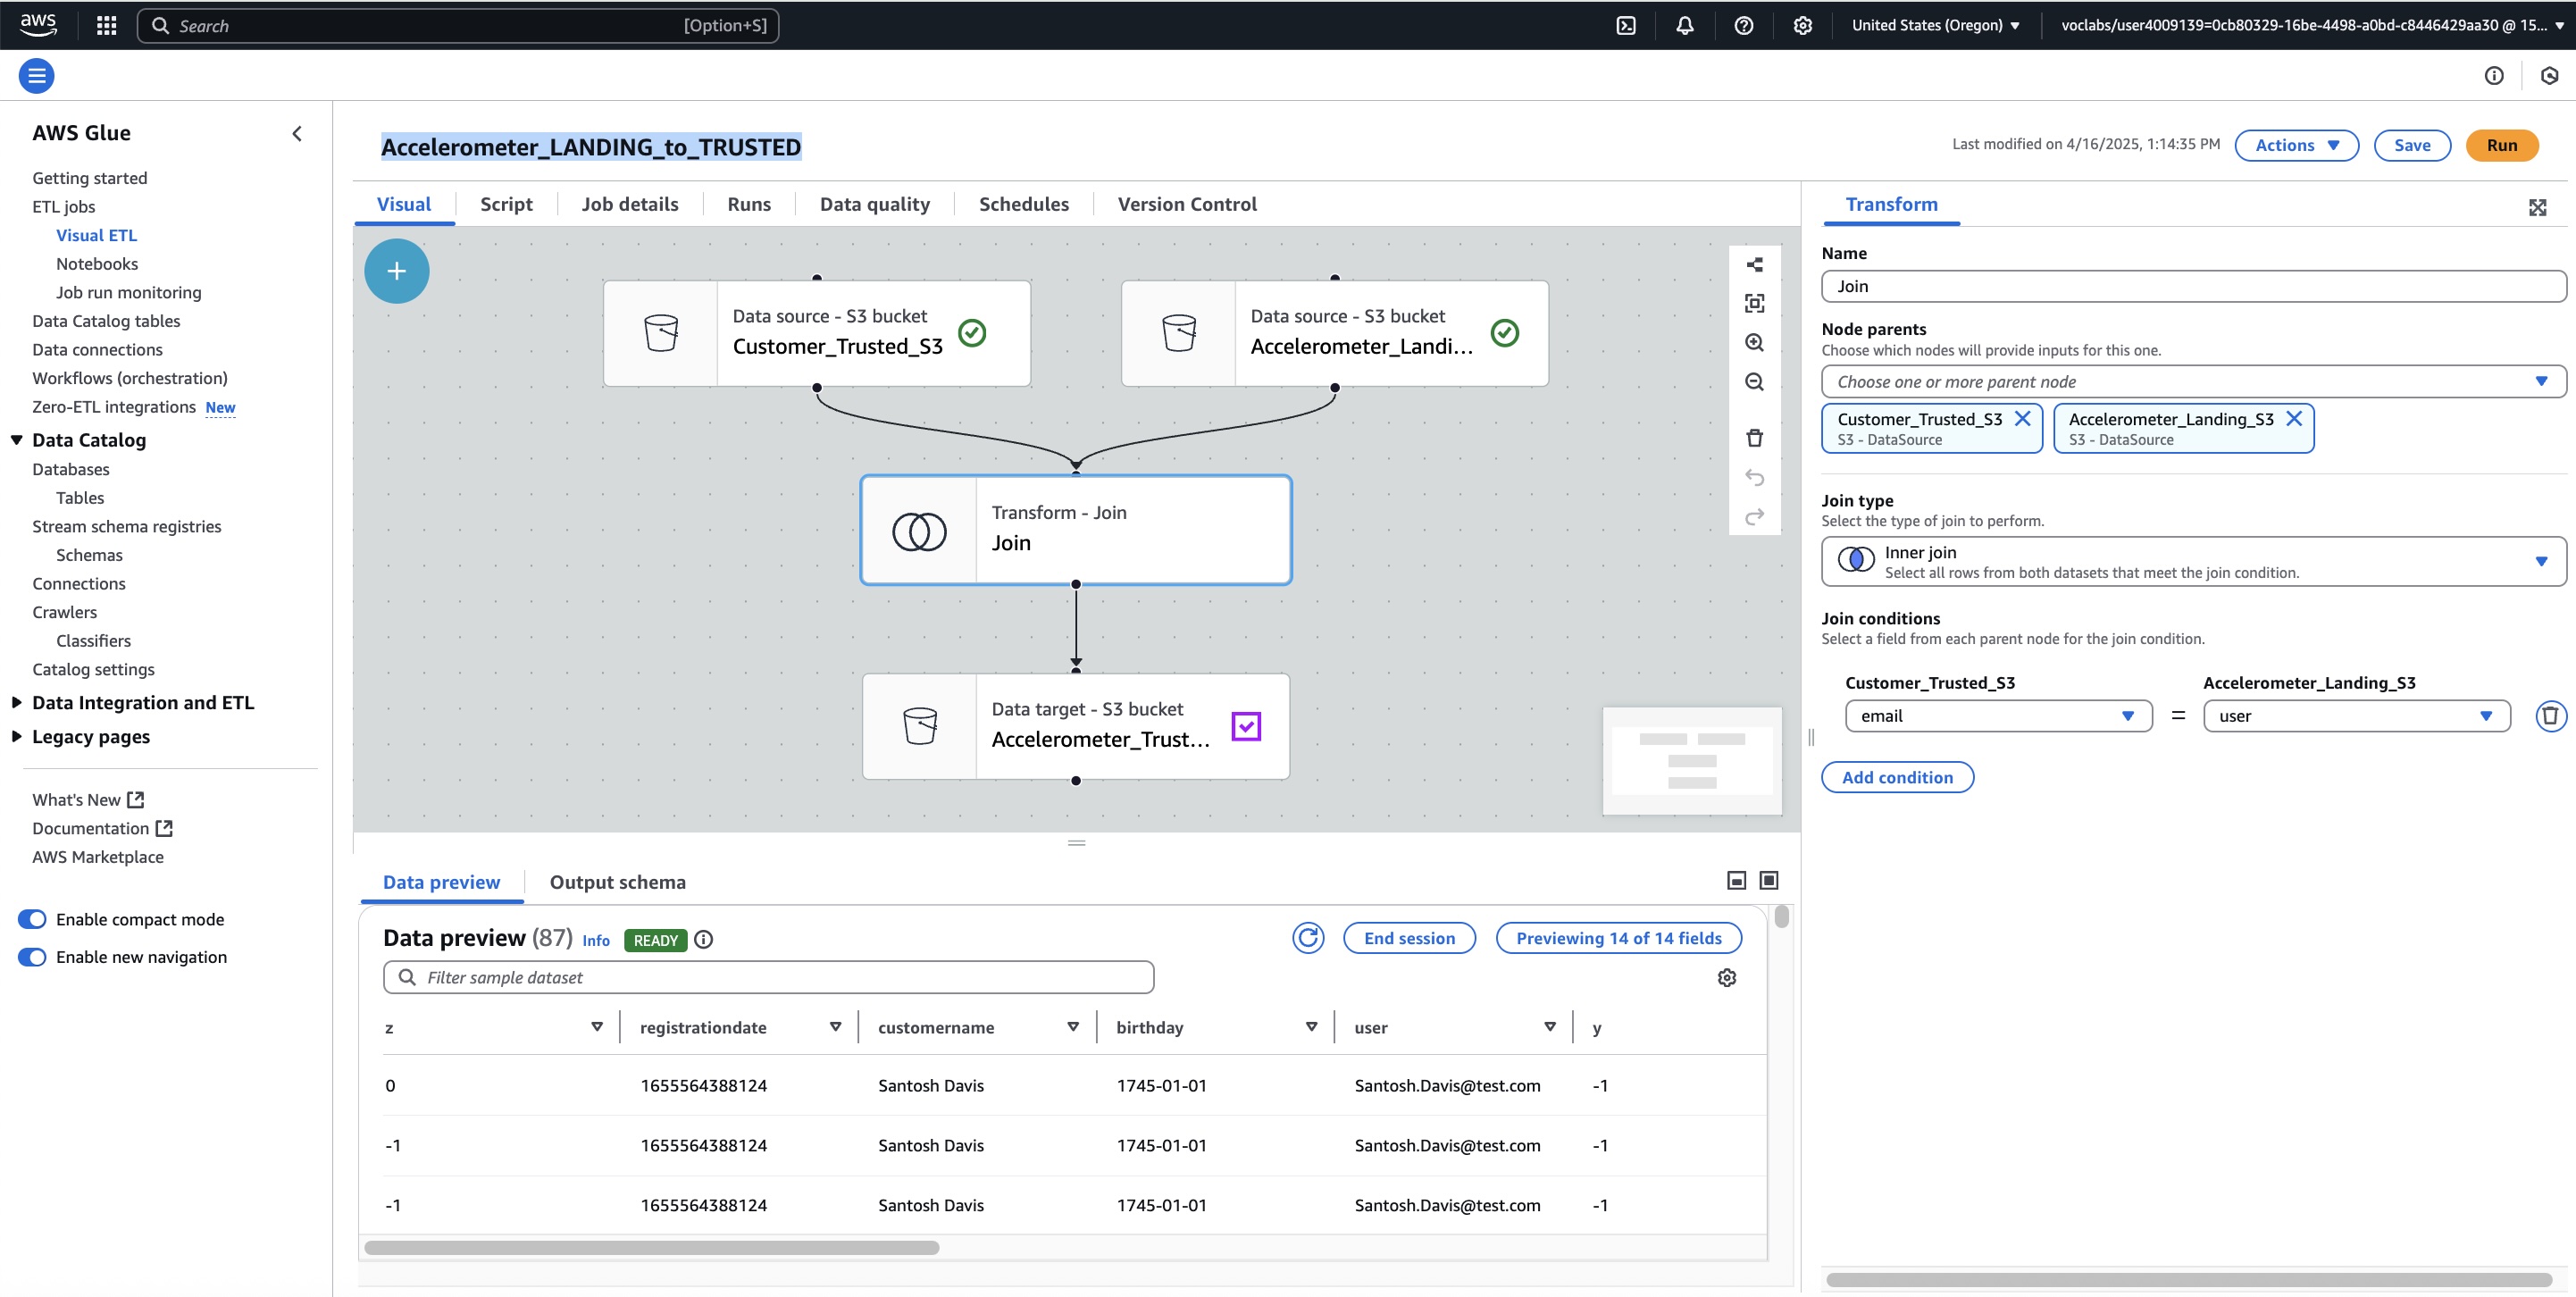 aws
Search
[Option+S]
United States (Oregon)
voclabs/user4009139=0cb80329-16be-4498-a0bd-c8446429aa30 @ 15...
AWS Glue
Getting started
ETL jobs
Visual ETL
Notebooks
Job run monitoring
Data Catalog tables
Data connections
Workflows (orchestration)
Zero-ETL integrations New
Data Catalog
Databases
Tables
Stream schema registries
Schemas
Connections
Crawlers
Classifiers
Catalog settings
Data Integration and ETL
Legacy pages
What's New
Documentation
AWS Marketplace
Enable compact mode
Enable new navigation
Accelerometer_LANDING_to_TRUSTED
Last modified on 4/16/2025, 1:14:35 PM
Actions
Save
Run
Visual
Script
Job details
Runs
Data quality
Schedules
Version Control
Data source - S3 bucket
Customer_Trusted_S3
Data source - S3 bucket
Accelerometer_Landi...
Transform - Join
Join
Data target - S3 bucket
Accelerometer_Trust...
Data preview
Output schema
Data preview (87) Info READY
End session
Previewing 14 of 14 fields
Filter sample dataset
z registrationdate customername birthday user y
0 1655564388124 Santosh Davis 1745-01-01 Santosh.Davis@test.com -1
-1 1655564388124 Santosh Davis 1745-01-01 Santosh.Davis@test.com -1
-1 1655564388124 Santosh Davis 1745-01-01 Santosh.Davis@test.com -1
Transform
Name
Join
Node parents
Choose which nodes will provide inputs for this one.
Choose one or more parent node
Customer_Trusted_S3
S3 - DataSource
Accelerometer_Landing_S3
S3 - DataSource
Join type
Select the type of join to perform.
Inner join
Select all rows from both datasets that meet the join condition.
Join conditions
Select a field from each parent node for the join condition.
Customer_Trusted_S3
Accelerometer_Landing_S3
email = user
Add condition